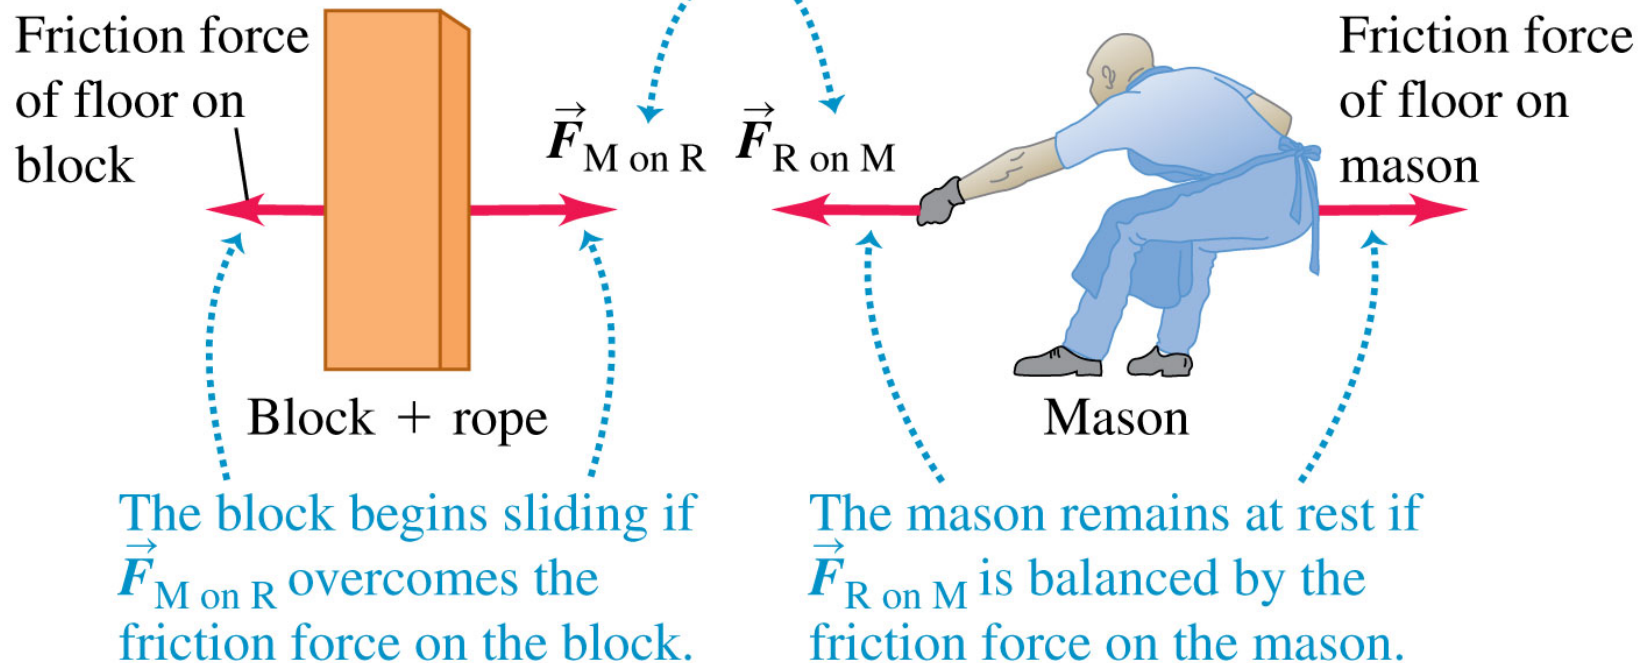 Friction force
of floor on
block
F⃗ M on R
F⃗ R on M
Friction force
of floor on
mason
Block + rope
Mason
The block begins sliding if
F⃗ M on R overcomes the
friction force on the block.
The mason remains at rest if
F⃗ R on M is balanced by the
friction force on the mason.